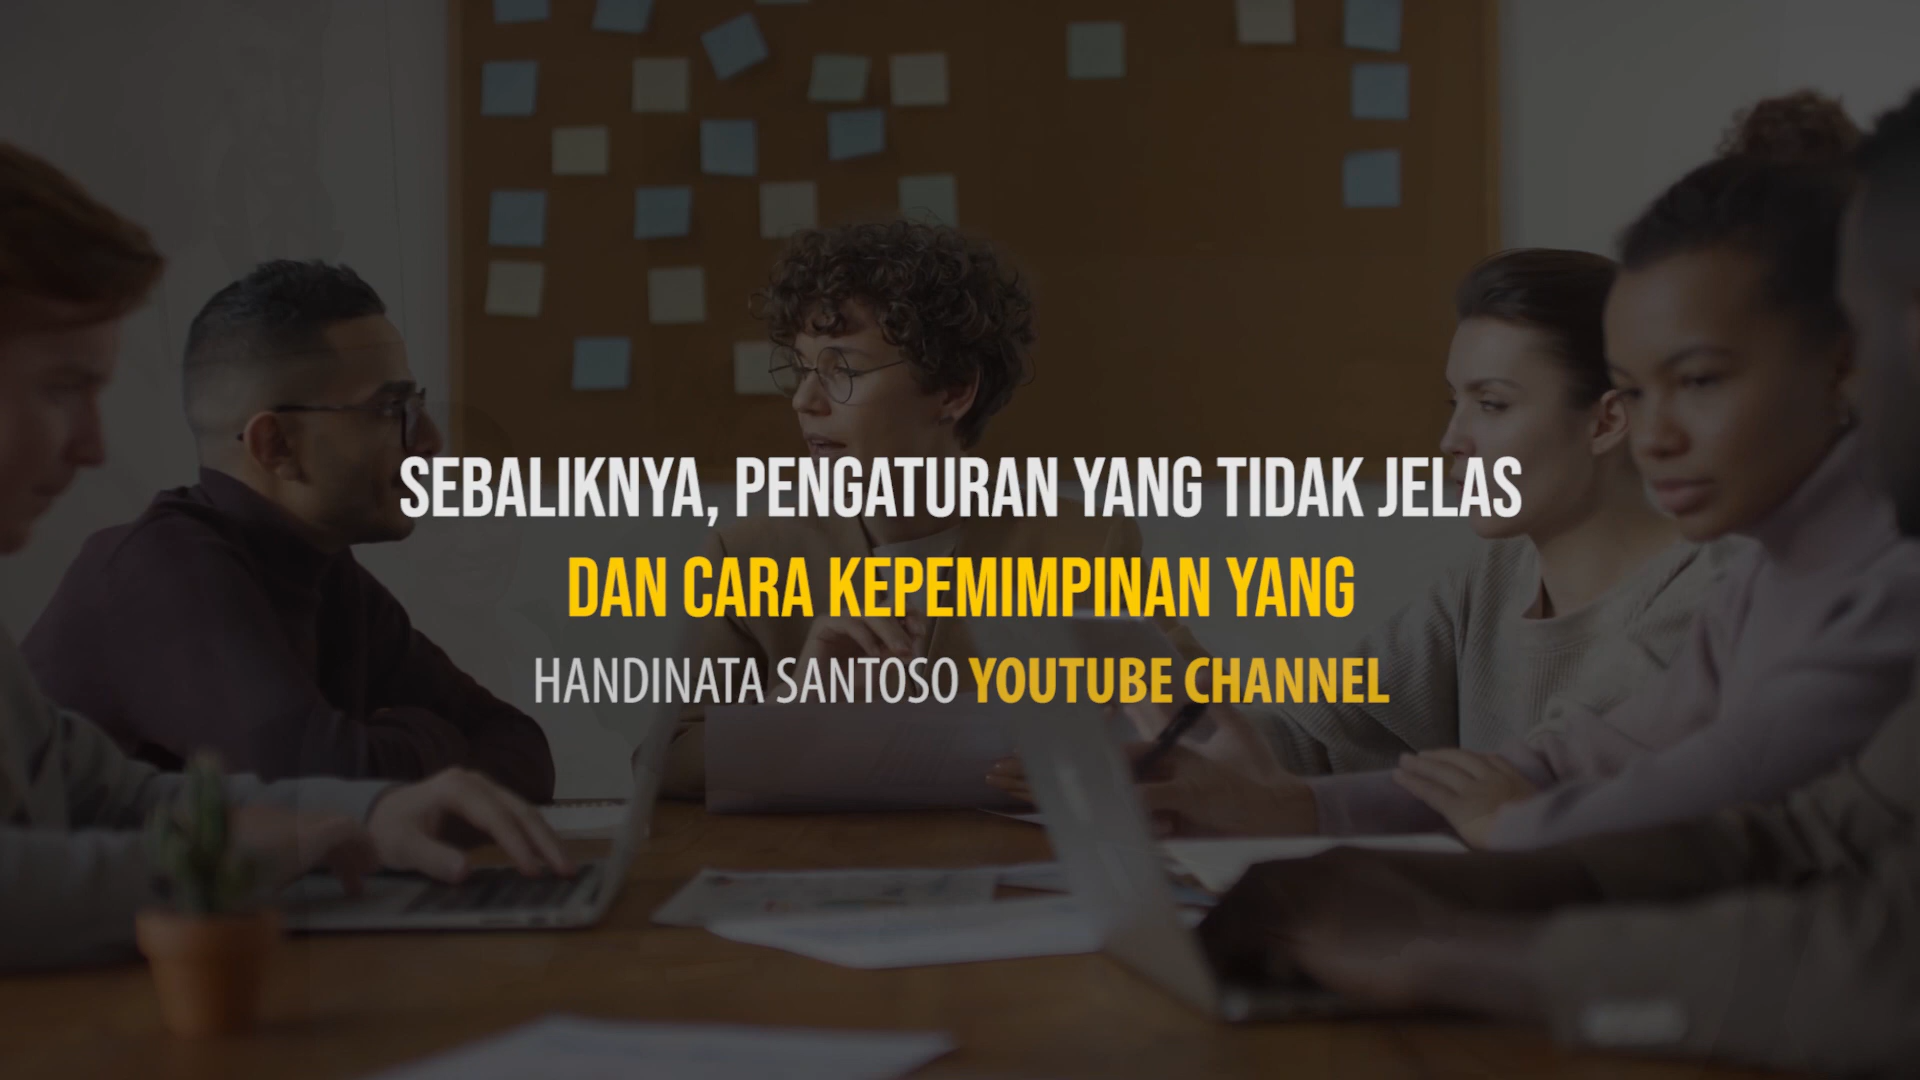 SEBALIKNYA, PENGATURAN YANG TIDAK JELAS
DAN CARA KEPEMIMPINAN YANG
HANDINATA SANTOSO YOUTUBE CHANNEL